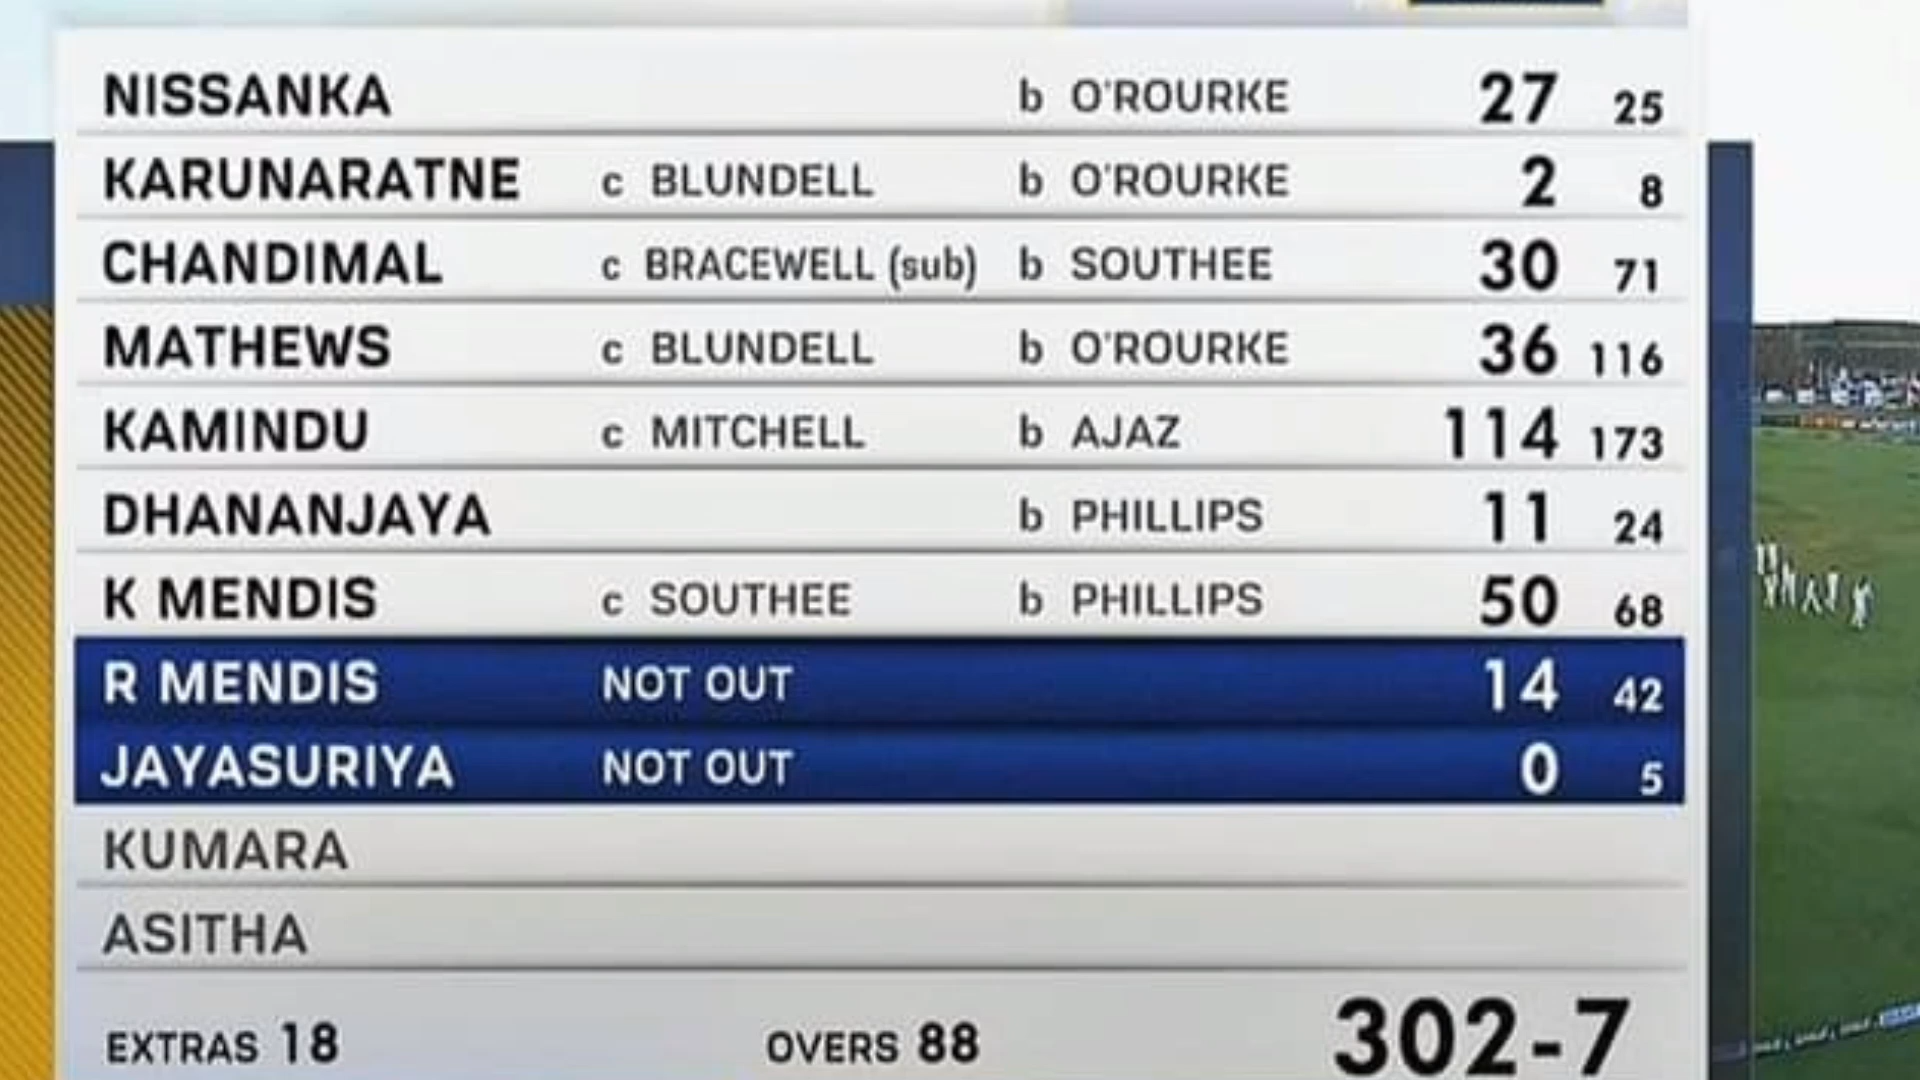 NISSANKA b O'ROURKE 27 25
KARUNARATNE c BLUNDELL b O'ROURKE 2 8
CHANDIMAL c BRACEWELL (sub) b SOUTHEE 30 71
MATHEWS c BLUNDELL b O'ROURKE 36 116
KAMINDU c MITCHELL b AJAZ 114 173
DHANANJAYA b PHILLIPS 11 24
K MENDIS c SOUTHEE b PHILLIPS 50 68
R MENDIS NOT OUT 14 42
JAYASURIYA NOT OUT 0 5
KUMARA
ASITHA
EXTRAS 18 OVERS 88 302-7